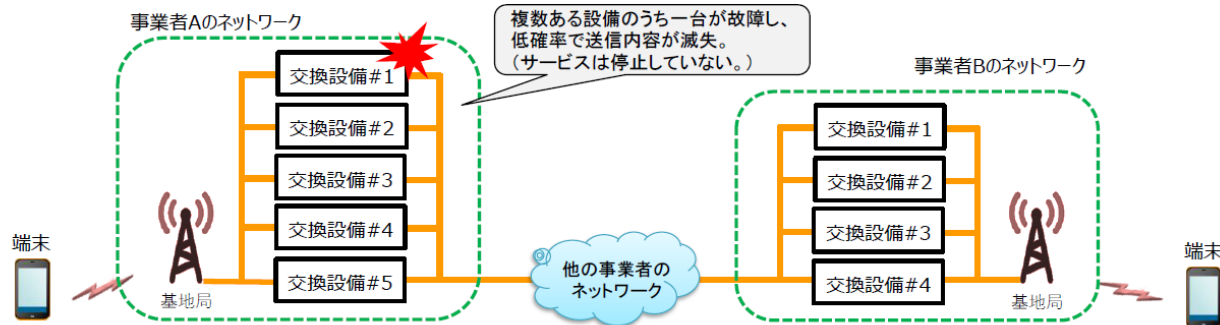 事業者Aのネットワーク
複数ある設備のうち一台が故障し、
低確率で送信内容が滅失。
(サービスは停止していない。)
事業者Bのネットワーク
交換設備#1
交換設備#2
交換設備#3
交換設備#4
交換設備#5
端末
基地局
他の事業者の
ネットワーク
交換設備#1
交換設備#2
交換設備#3
交換設備#4
基地局
端末